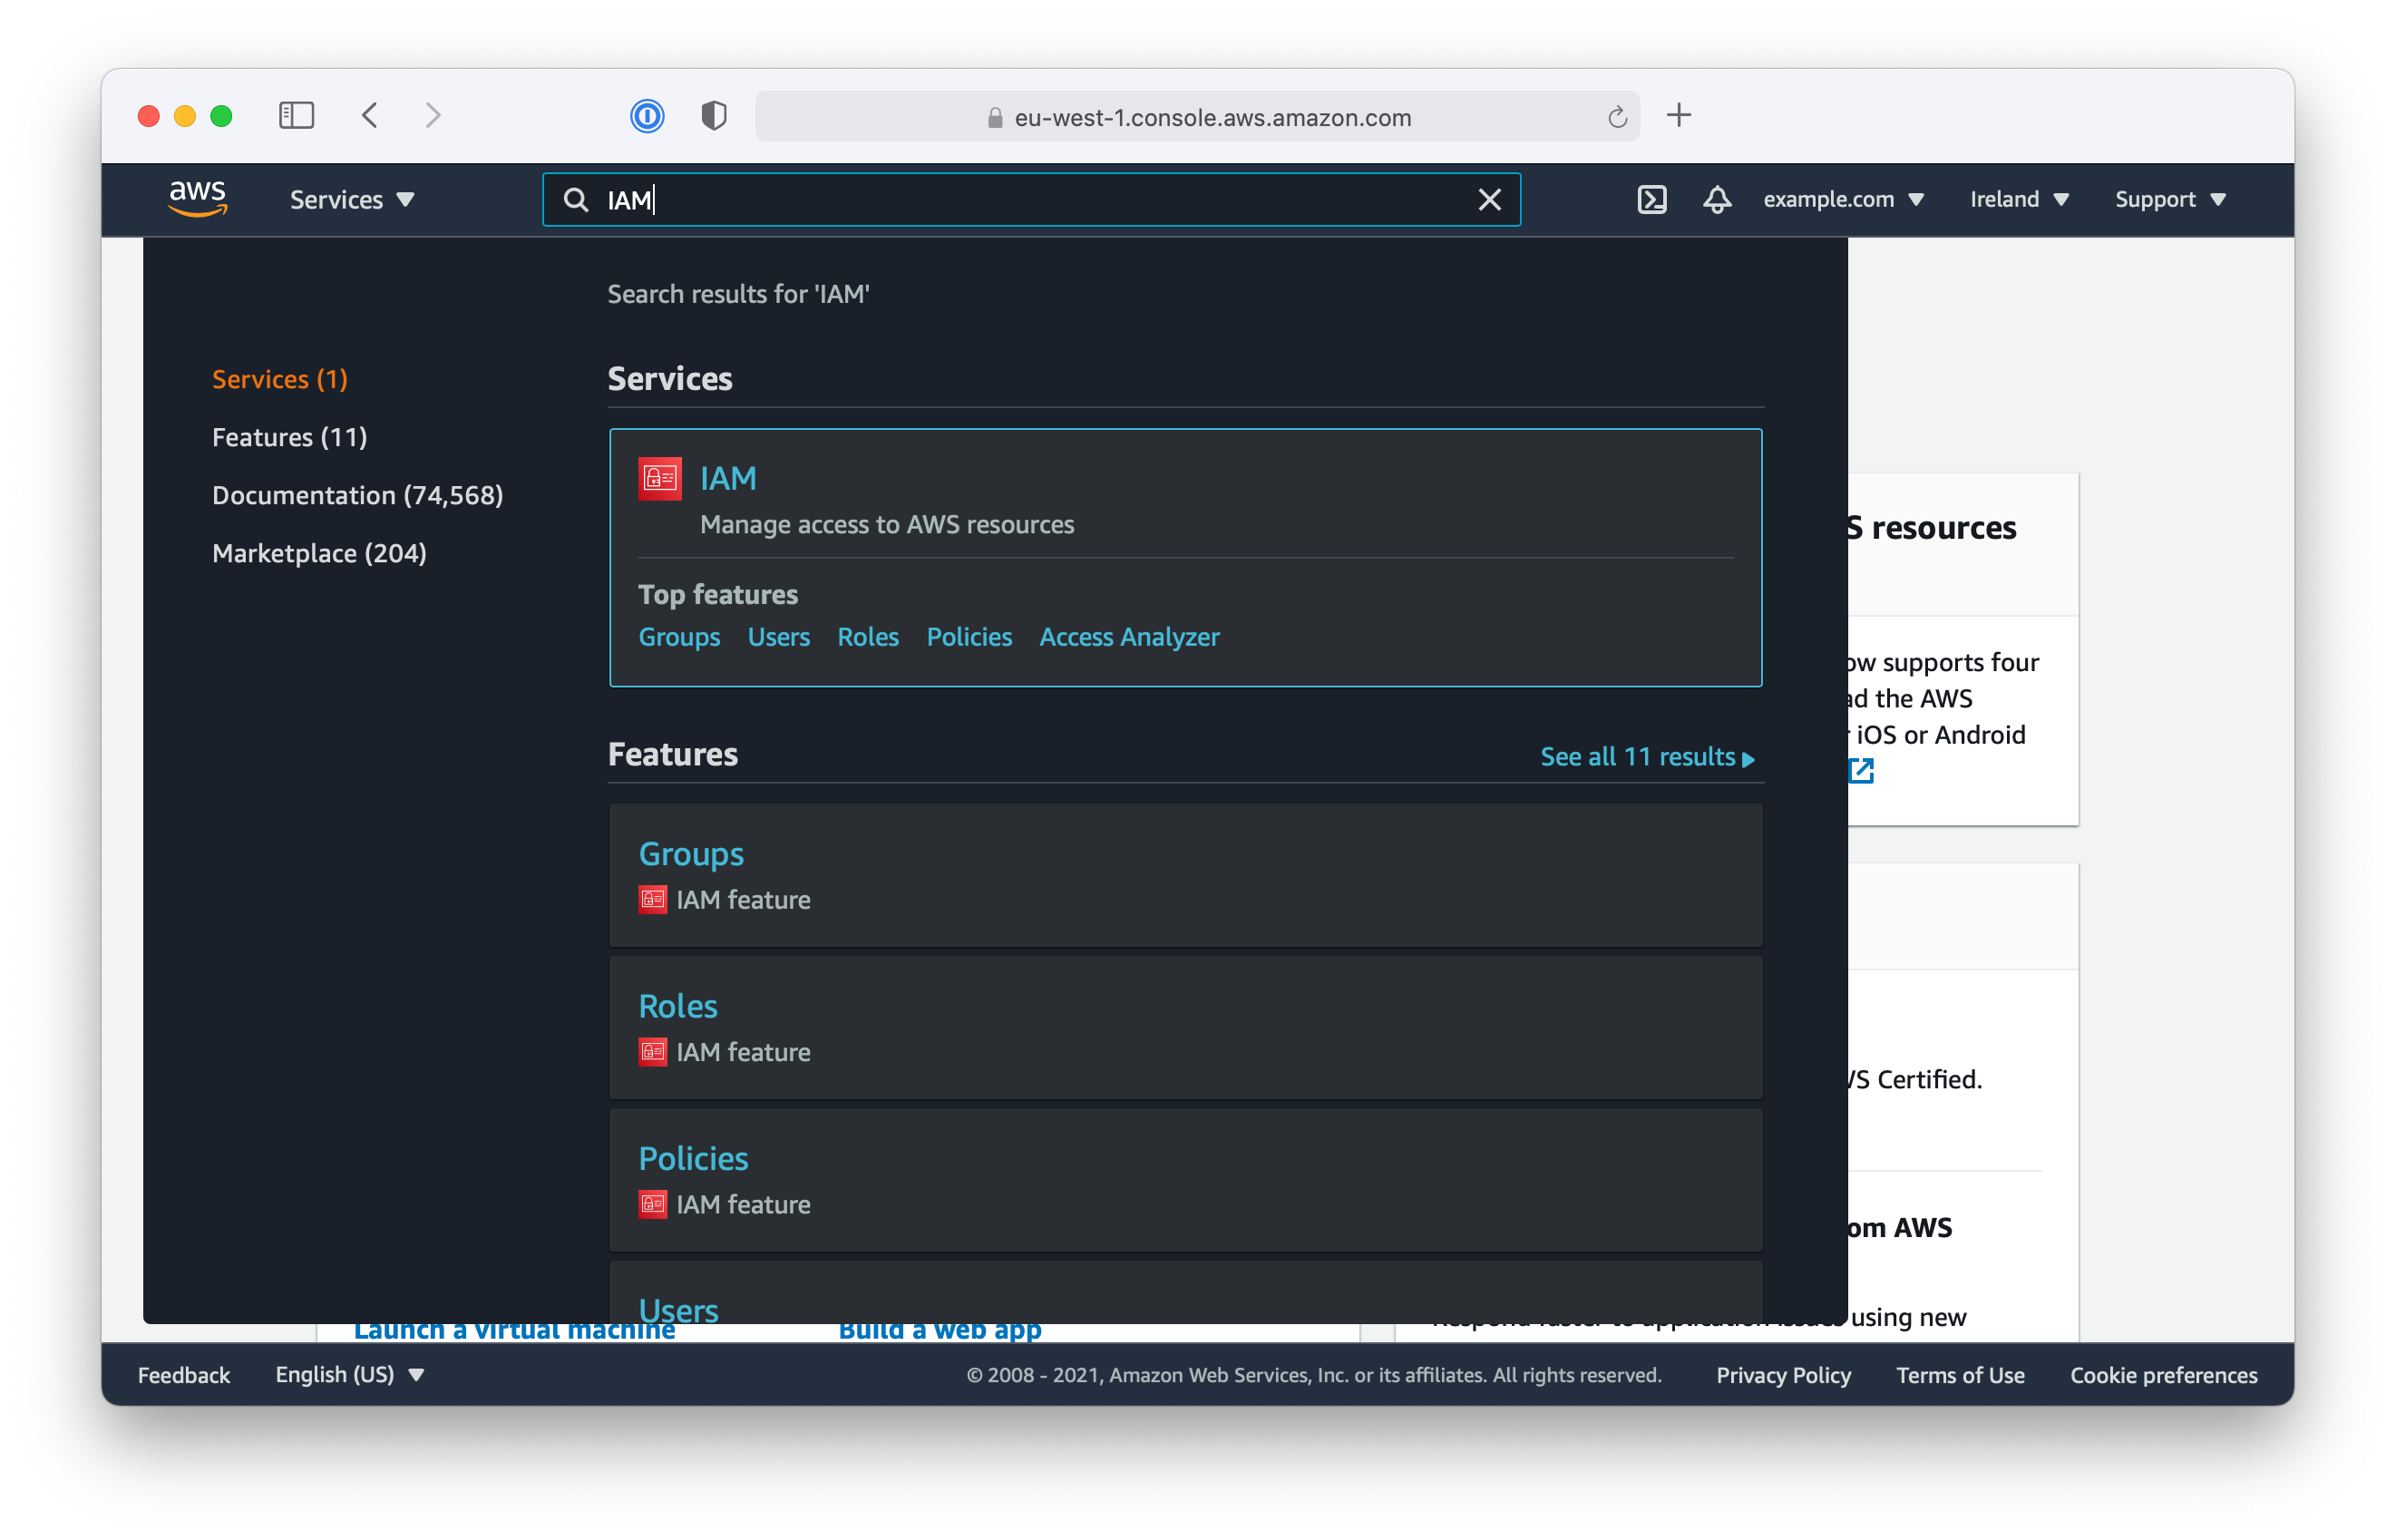 eu-west-1.console.aws.amazon.com
aws
Services
IAM
example.com
Ireland
Support
Search results for 'IAM'
Services (1)
Features (11)
Documentation (74,568)
Marketplace (204)
Services
IAM
Manage access to AWS resources
Top features
Groups Users Roles Policies Access Analyzer
Features
See all 11 results
Groups
IAM feature
Roles
IAM feature
Policies
IAM feature
Users
resources
supports four
the AWS
iOS or Android
Certified.
AWS
Launch a virtual machine
Build a web app
Respond faster to application issues using new
Feedback
English (US)
© 2008 - 2021, Amazon Web Services, Inc. or its affiliates. All rights reserved.
Privacy Policy
Terms of Use
Cookie preferences